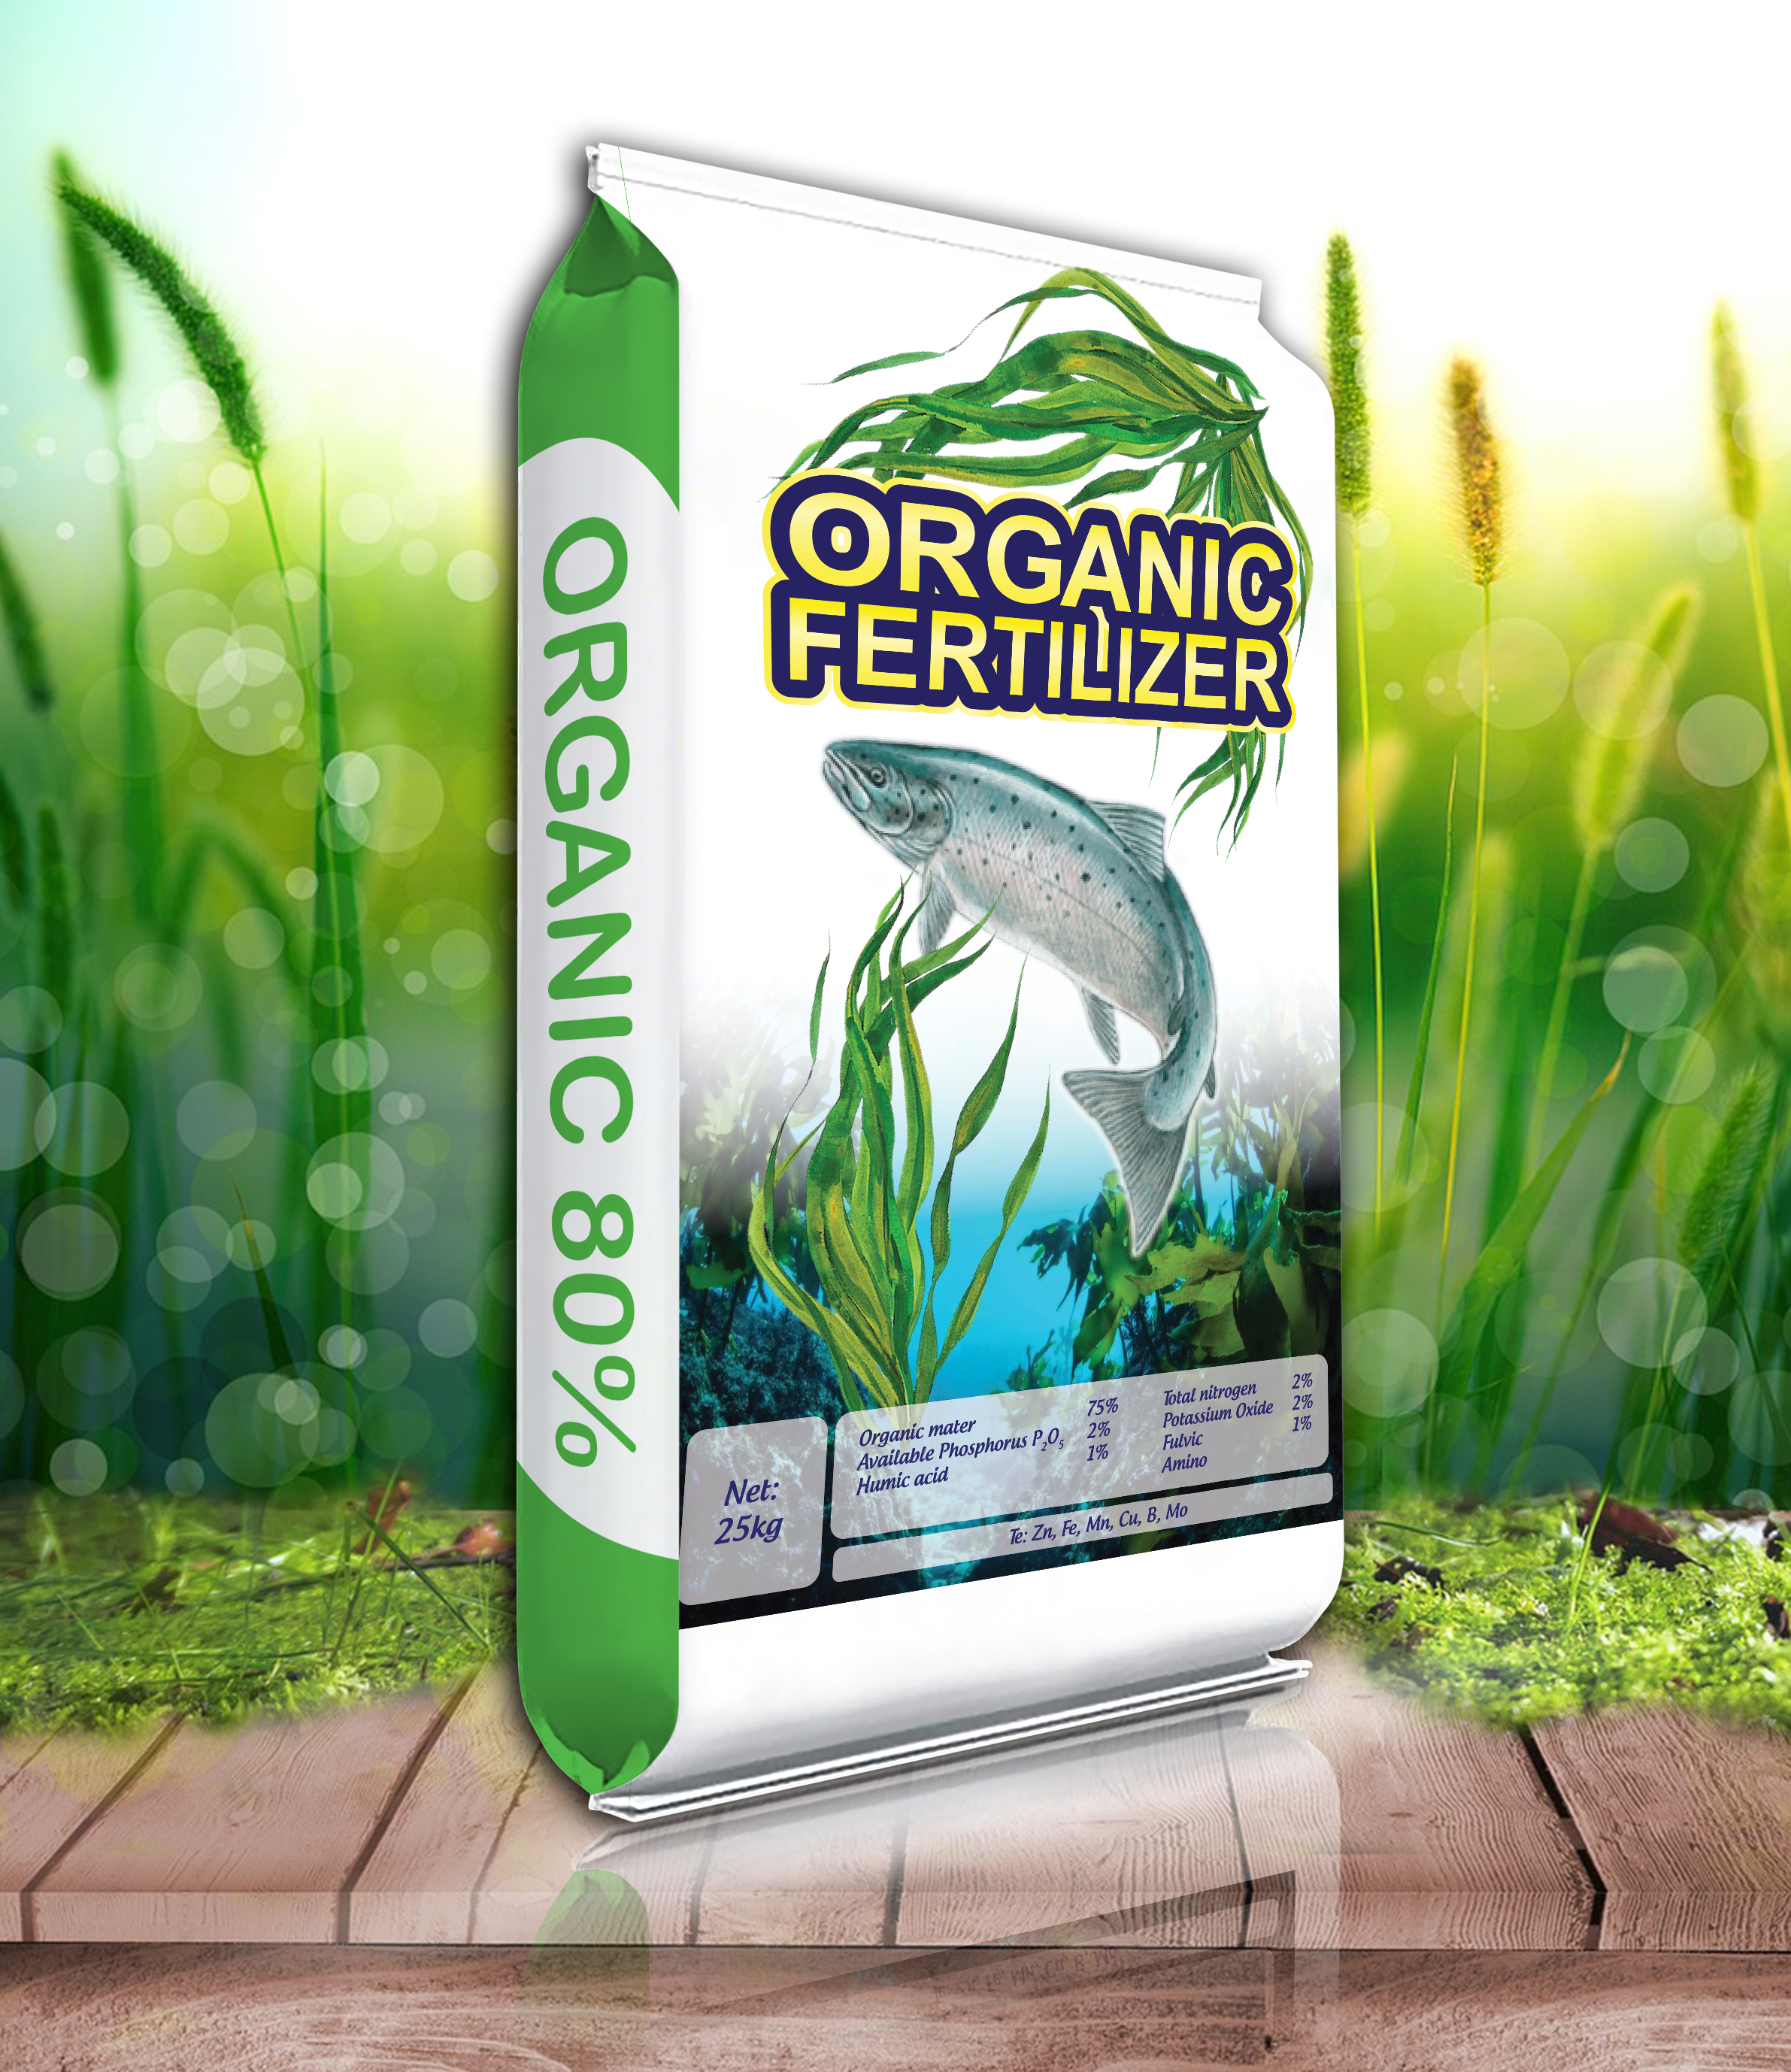 ORGANIC 80%
ORGANIC
FERTILIZER
Net:
25kg
Organic mater 75%
Available Phosphorus P₂O₅ 2%
Humic acid 1%
Total nitrogen 2%
Potassium Oxide 2%
Fulvic 1%
Amino
Te: Zn, Fe, Mn, Cu, B, Mo